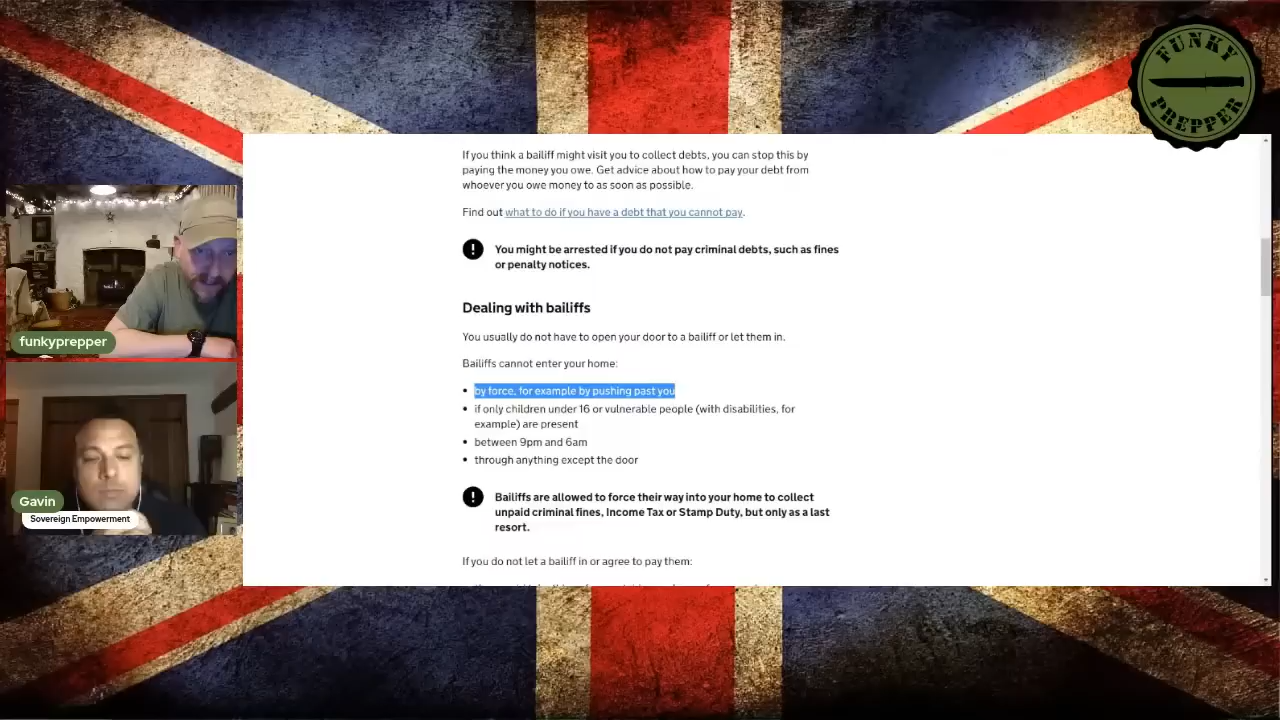 FUNKY
PREPPER
If you think a bailiff might visit you to collect debts, you can stop this by
paying the money you owe. Get advice about how to pay your debt from
whoever you owe money to as soon as possible.
Find out what to do if you have a debt that you cannot pay.
You might be arrested if you do not pay criminal debts, such as fines
or penalty notices.
Dealing with bailiffs
You usually do not have to open your door to a bailiff or let them in.
Bailiffs cannot enter your home:
• by force, for example by pushing past you
• if only children under 16 or vulnerable people (with disabilities, for
example) are present
• between 9pm and 6am
• through anything except the door
Bailiffs are allowed to force their way into your home to collect
unpaid criminal fines, Income Tax or Stamp Duty, but only as a last
resort.
If you do not let a bailiff in or agree to pay them:
funkyprepper
Gavin
Sovereign Empowerment